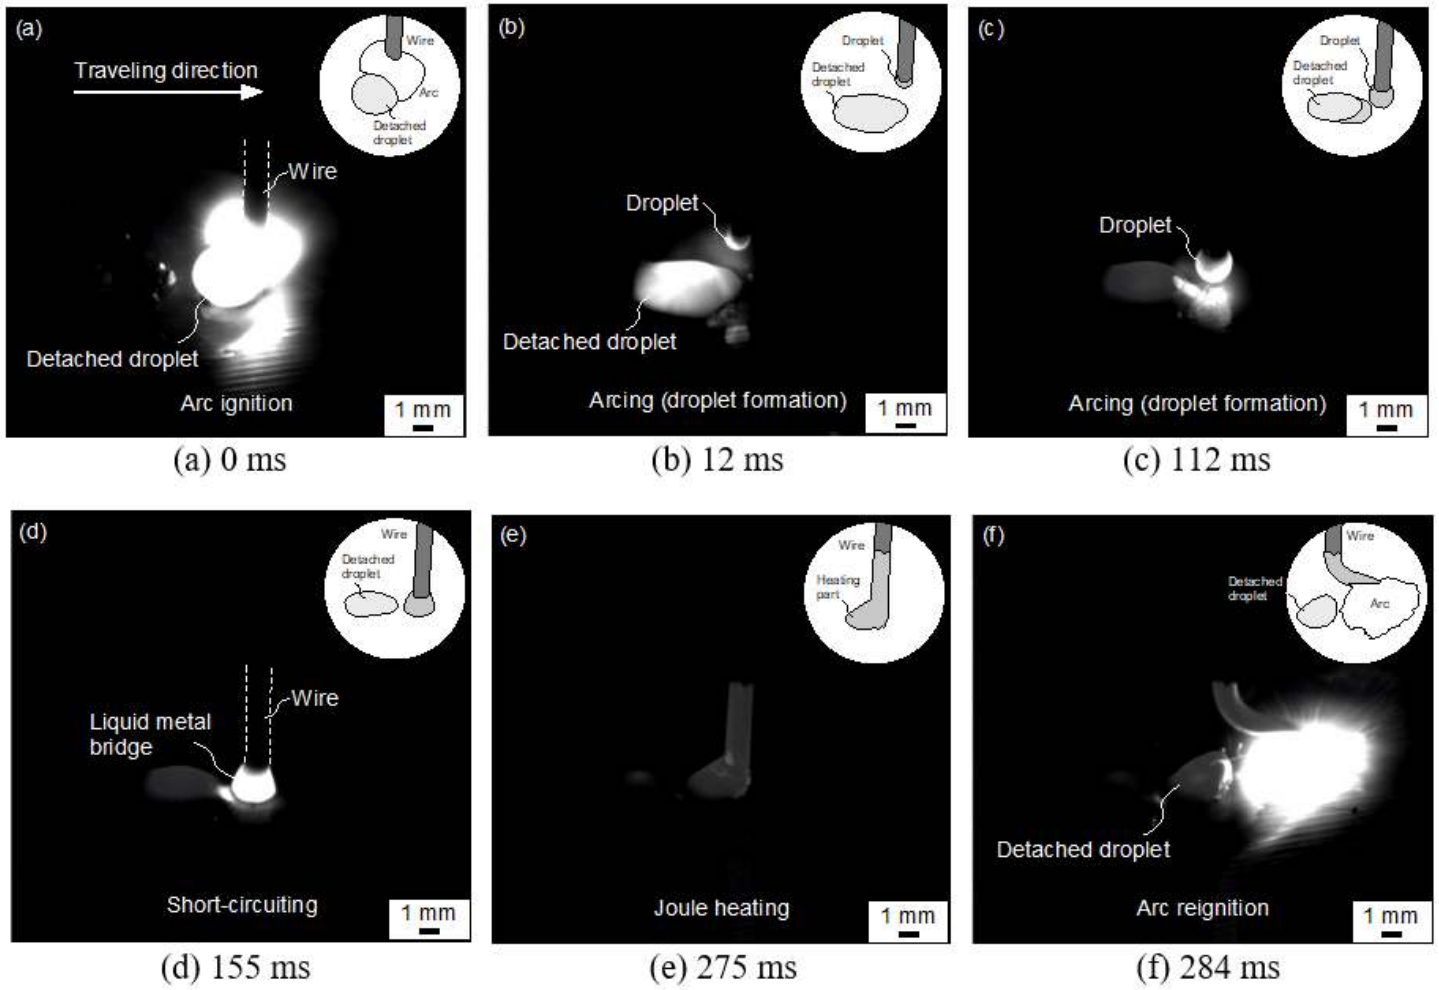 (a)
Traveling direction
Wire
Arc
Detached
droplet
Wire
Detached droplet
Arc ignition
1 mm
(a) 0 ms
(b)
Droplet
Detached
droplet
Droplet
Detached droplet
Arcing (droplet formation)
1 mm
(b) 12 ms
(c)
Droplet
Detached
droplet
Droplet
Arcing (droplet formation)
1 mm
(c) 112 ms
(d)
Wire
Detached
droplet
Wire
Liquid metal
bridge
Short-circuiting
1 mm
(d) 155 ms
(e)
Wire
Heating
part
Joule heating
1 mm
(e) 275 ms
(f)
Wire
Detached
droplet
Arc
Detached droplet
Arc reignition
1 mm
(f) 284 ms